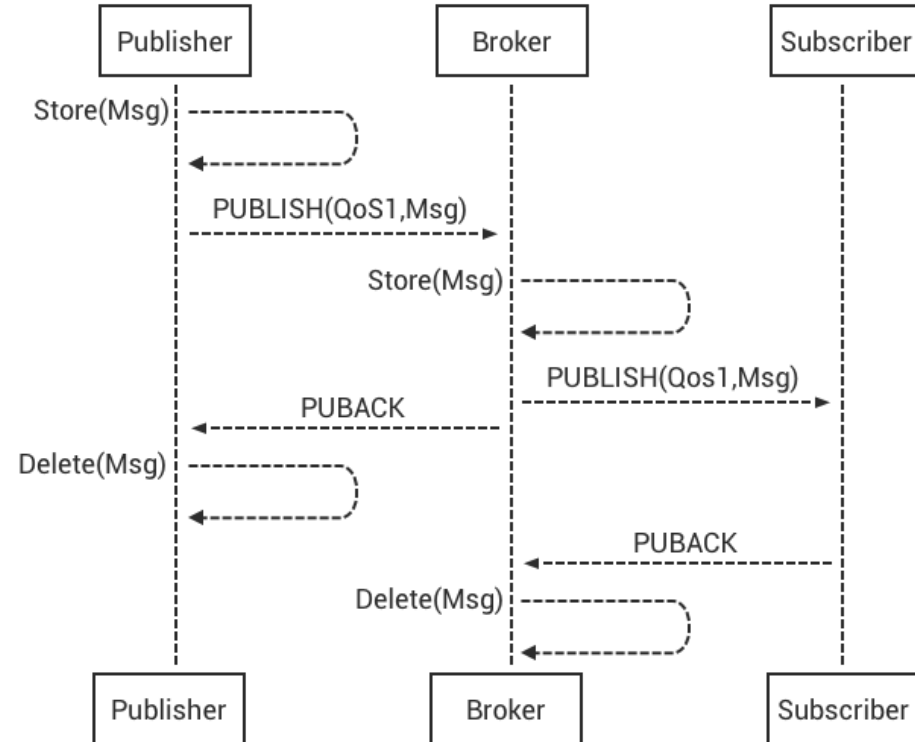 Publisher Broker Subscriber
Store(Msg)
PUBLISH(QoS1,Msg)
Store(Msg)
PUBLISH(Qos1,Msg)
PUBACK
Delete(Msg)
PUBACK
Delete(Msg)
Publisher Broker Subscriber